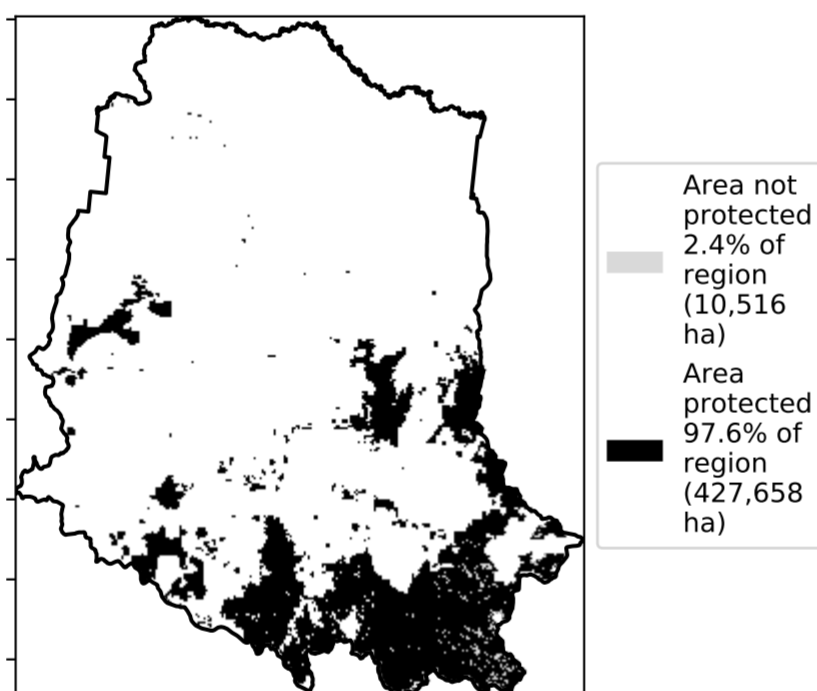 Area not
protected
2.4% of
region
(10,516
ha)
Area
protected
97.6% of
region
(427,658
ha)